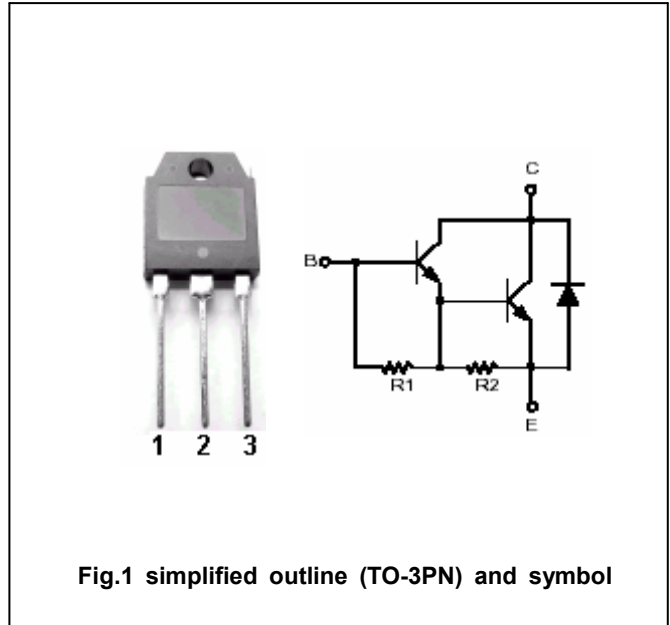 C
B
R1 R2
E
1 2 3
Fig.1 simplified outline (TO-3PN) and symbol